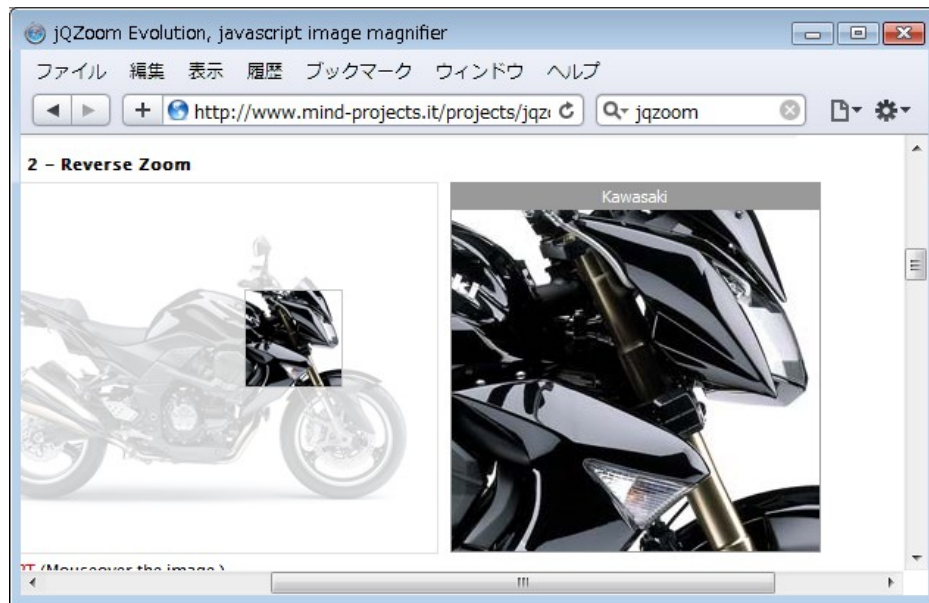 jQZoom Evolution, javascript image magnifier
ファイル 編集 表示 履歴 ブックマーク ウィンドウ ヘルプ
http://www.mind-projects.it/projects/jqz
jqzoom
2 – Reverse Zoom
Kawasaki
(Mouseover the image )